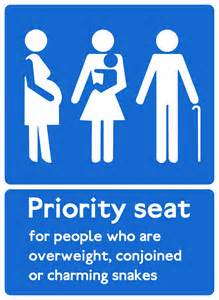 Priority seat
for people who are
overweight, conjoined
or charming snakes